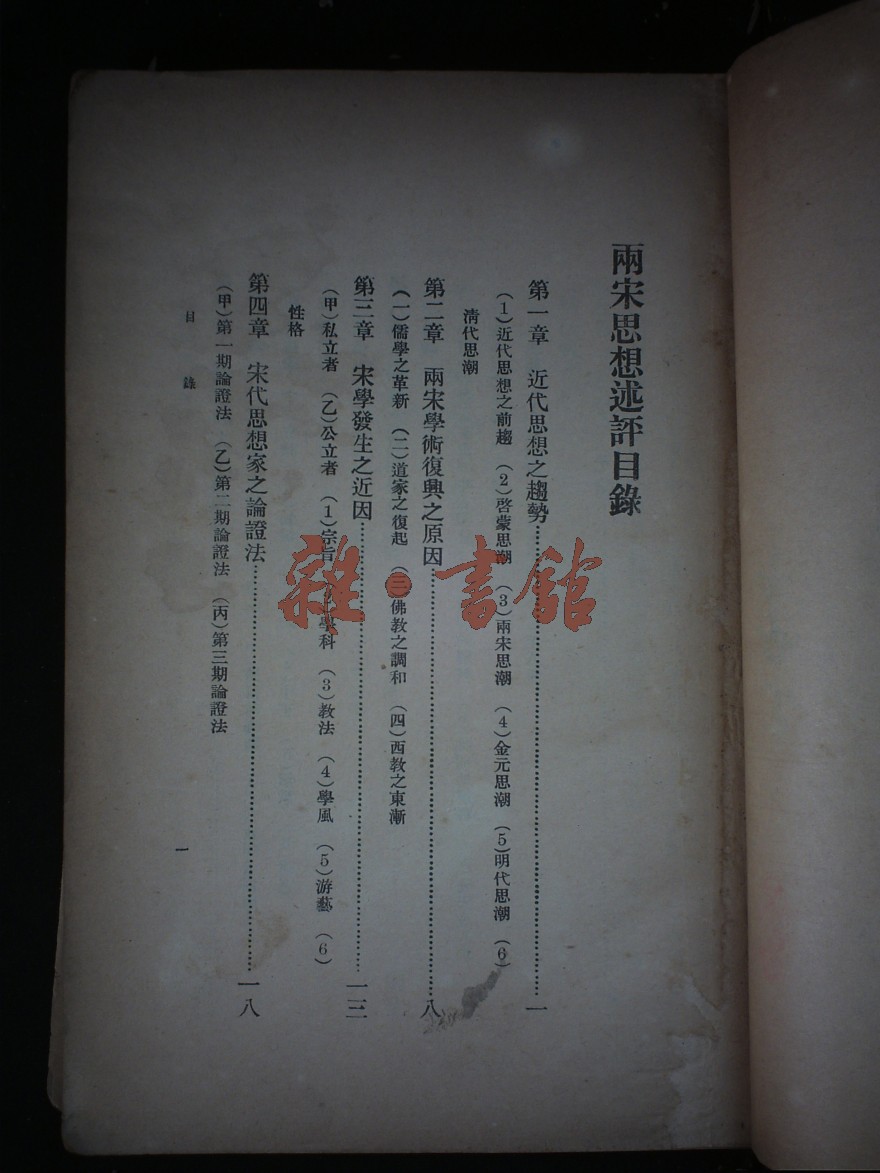 兩宋思想述評目錄
第一章　近代思想之趨勢……………………一
（1）近代思想之前趨　（2）啓蒙思潮　（3）兩宋思潮　（4）金元思潮　（5）明代思潮　（6）
清代思潮
第二章　兩宋學術復興之原因……………………八
（一）儒學之革新　（二）道家之復起　（三）佛教之調和　（四）西教之東漸
第三章　宋學發生之近因……………………一三
（甲）私立者　（乙）公立者　（1）宗旨　（2）學科　（3）教法　（4）學風　（5）游藝　（6）
性格
第四章　宋代思想家之論證法……………………一八
（甲）第一期論證法　（乙）第二期論證法　（丙）第三期論證法
目錄
一
雜·書館